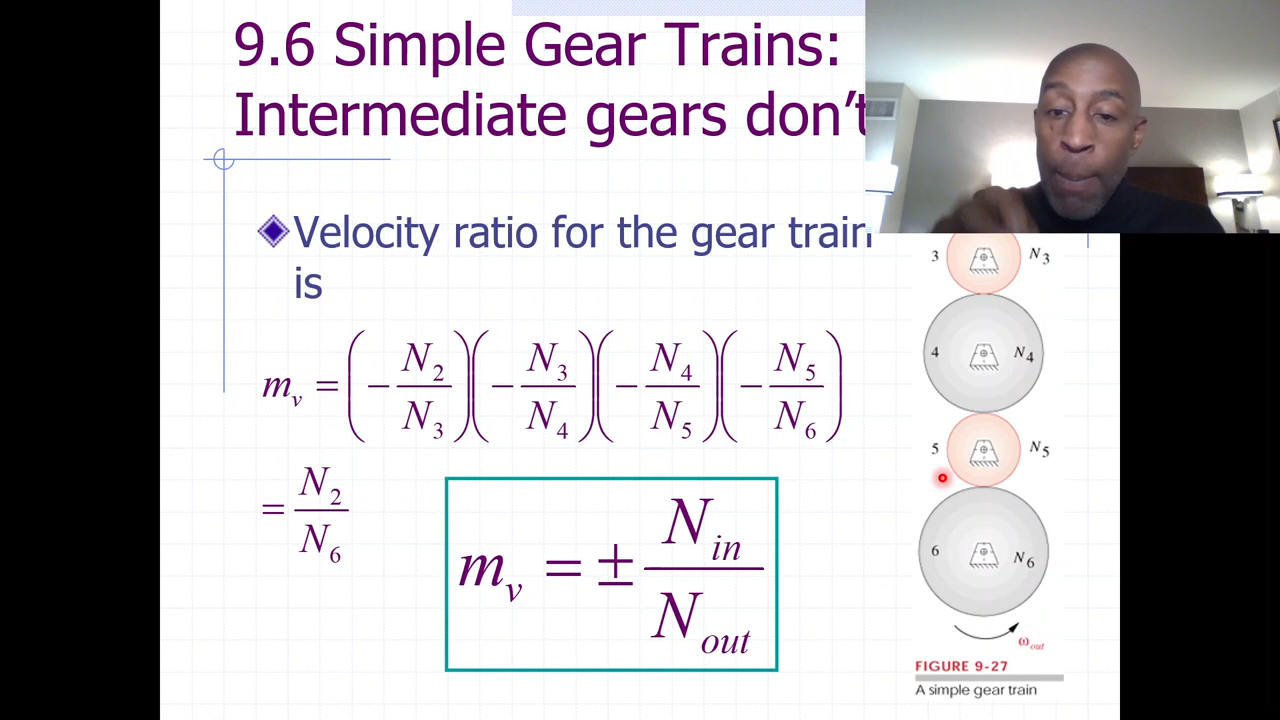 9.6 Simple Gear Trains:
Intermediate gears don't
Velocity ratio for the gear train
is
m_v = (- N_2/N_3)(- N_3/N_4)(- N_4/N_5)(- N_5/N_6)
= N_2/N_6
m_v = ± N_in/N_out
3 N_3
4 N_4
5 N_5
6 N_6
ω_out
FIGURE 9-27
A simple gear train